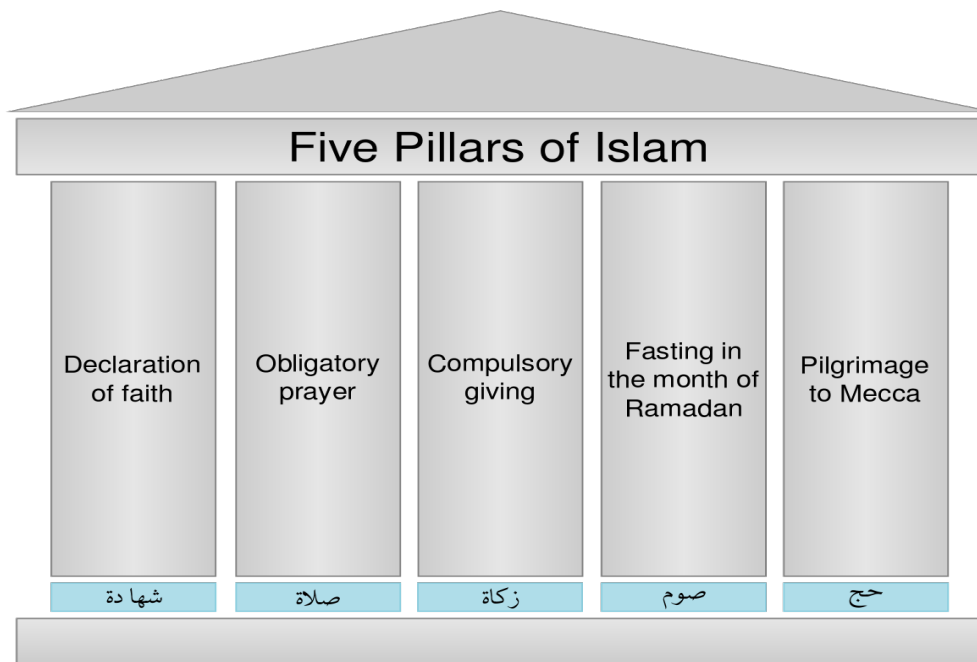 Five Pillars of Islam
Declaration
of faith
Obligatory
prayer
Compulsory
giving
Fasting in
the month of
Ramadan
Pilgrimage
to Mecca
شهادة
صلاة
زكاة
صوم
حج